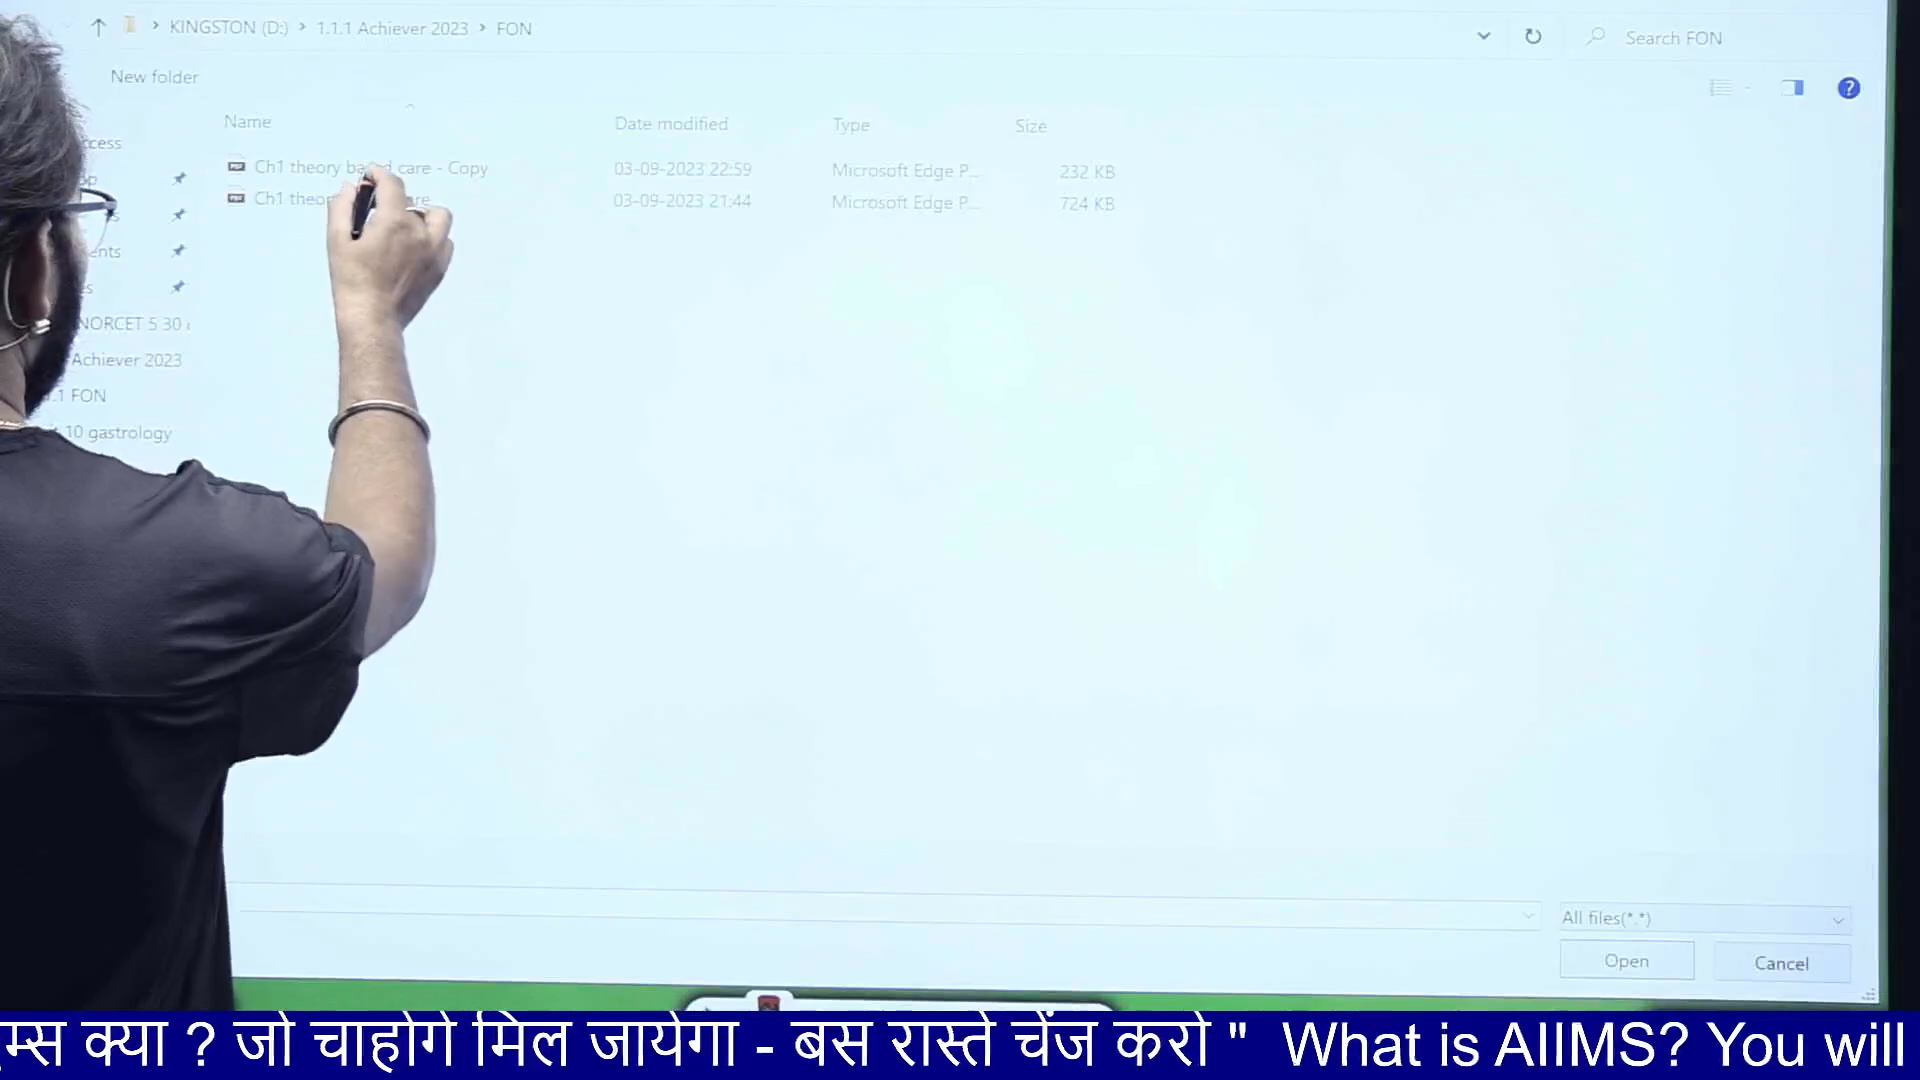 KINGSTON (D:) > 1.1.1 Achiever 2023 > FON
Search FON
New folder
Name
Date modified
Type
Size
Ch1 theory based care - Copy
03-09-2023 22:59
Microsoft Edge P...
232 KB
Ch1
03-09-2023 21:44
Microsoft Edge P...
724 KB
NORCET 5 30
Achiever 2023
.1 FON
10 gastrology
All files(*.*)
Open
Cancel
क्या ? जो चाहोगे मिल जायेगा - बस रास्ते चेंज करो " What is AIIMS? You will